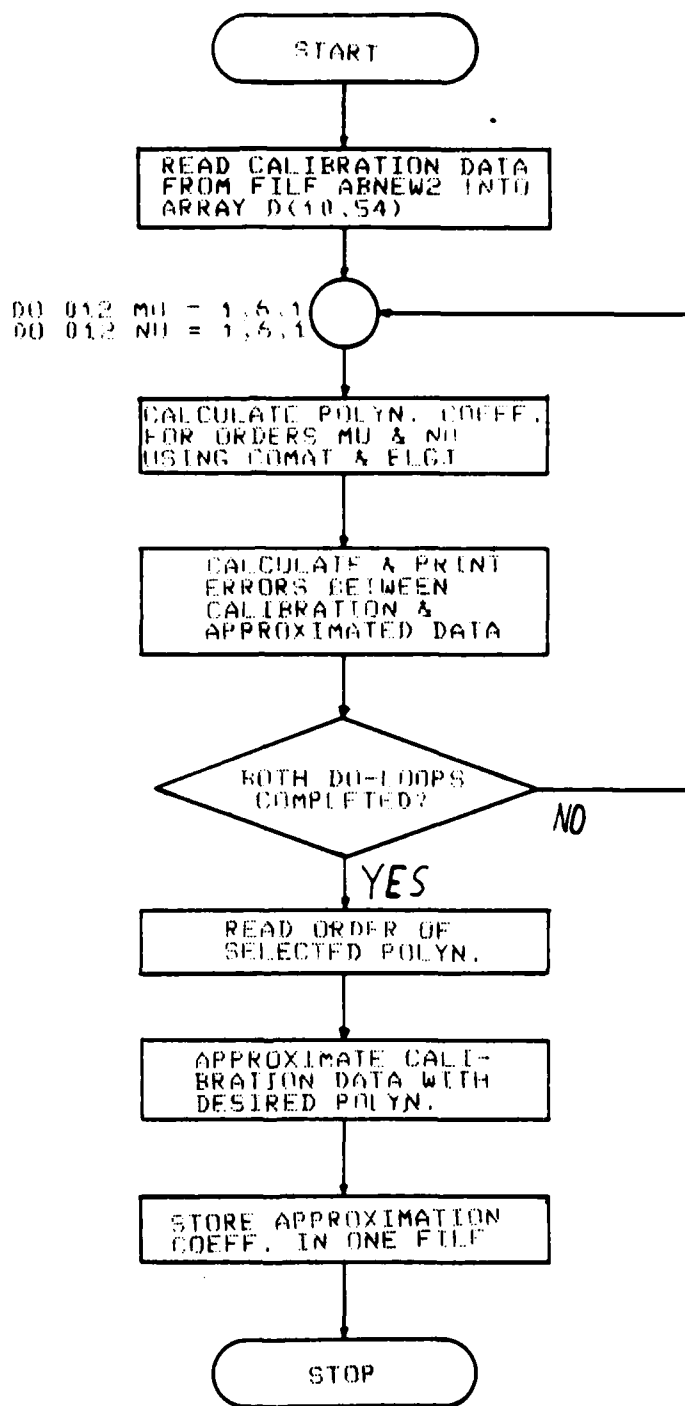 START
READ CALIBRATION DATA
FROM FILE ABNEW2 INTO
ARRAY D(10,54)
DO 012 MU = 1,6,1
DO 012 NU = 1,6,1
CALCULATE POLYN. COEFF.
FOR ORDERS MU & NU
USING COMAT & ELGJ
CALCULATE & PRINT
ERRORS BETWEEN
CALIBRATION &
APPROXIMATED DATA
BOTH DO-LOOPS
COMPLETED?
NO
YES
READ ORDER OF
SELECTED POLYN.
APPROXIMATE CALI-
BRATION DATA WITH
DESIRED POLYN.
STORE APPROXIMATION
COEFF. IN ONE FILE
STOP